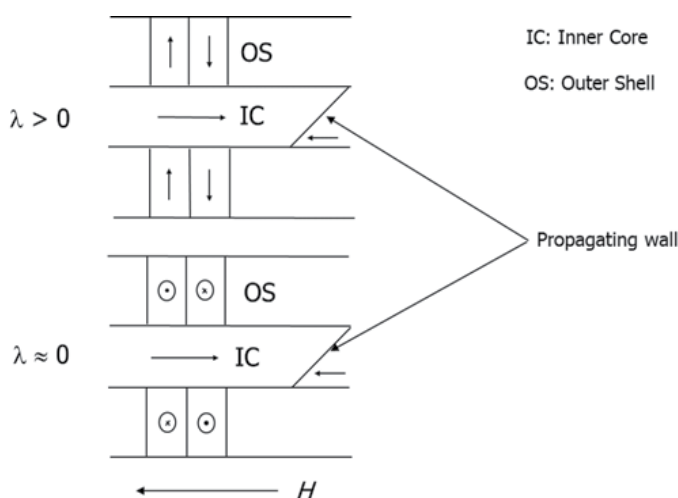 IC: Inner Core
OS: Outer Shell
OS
λ > 0
IC
Propagating wall
OS
λ ≈ 0
IC
H